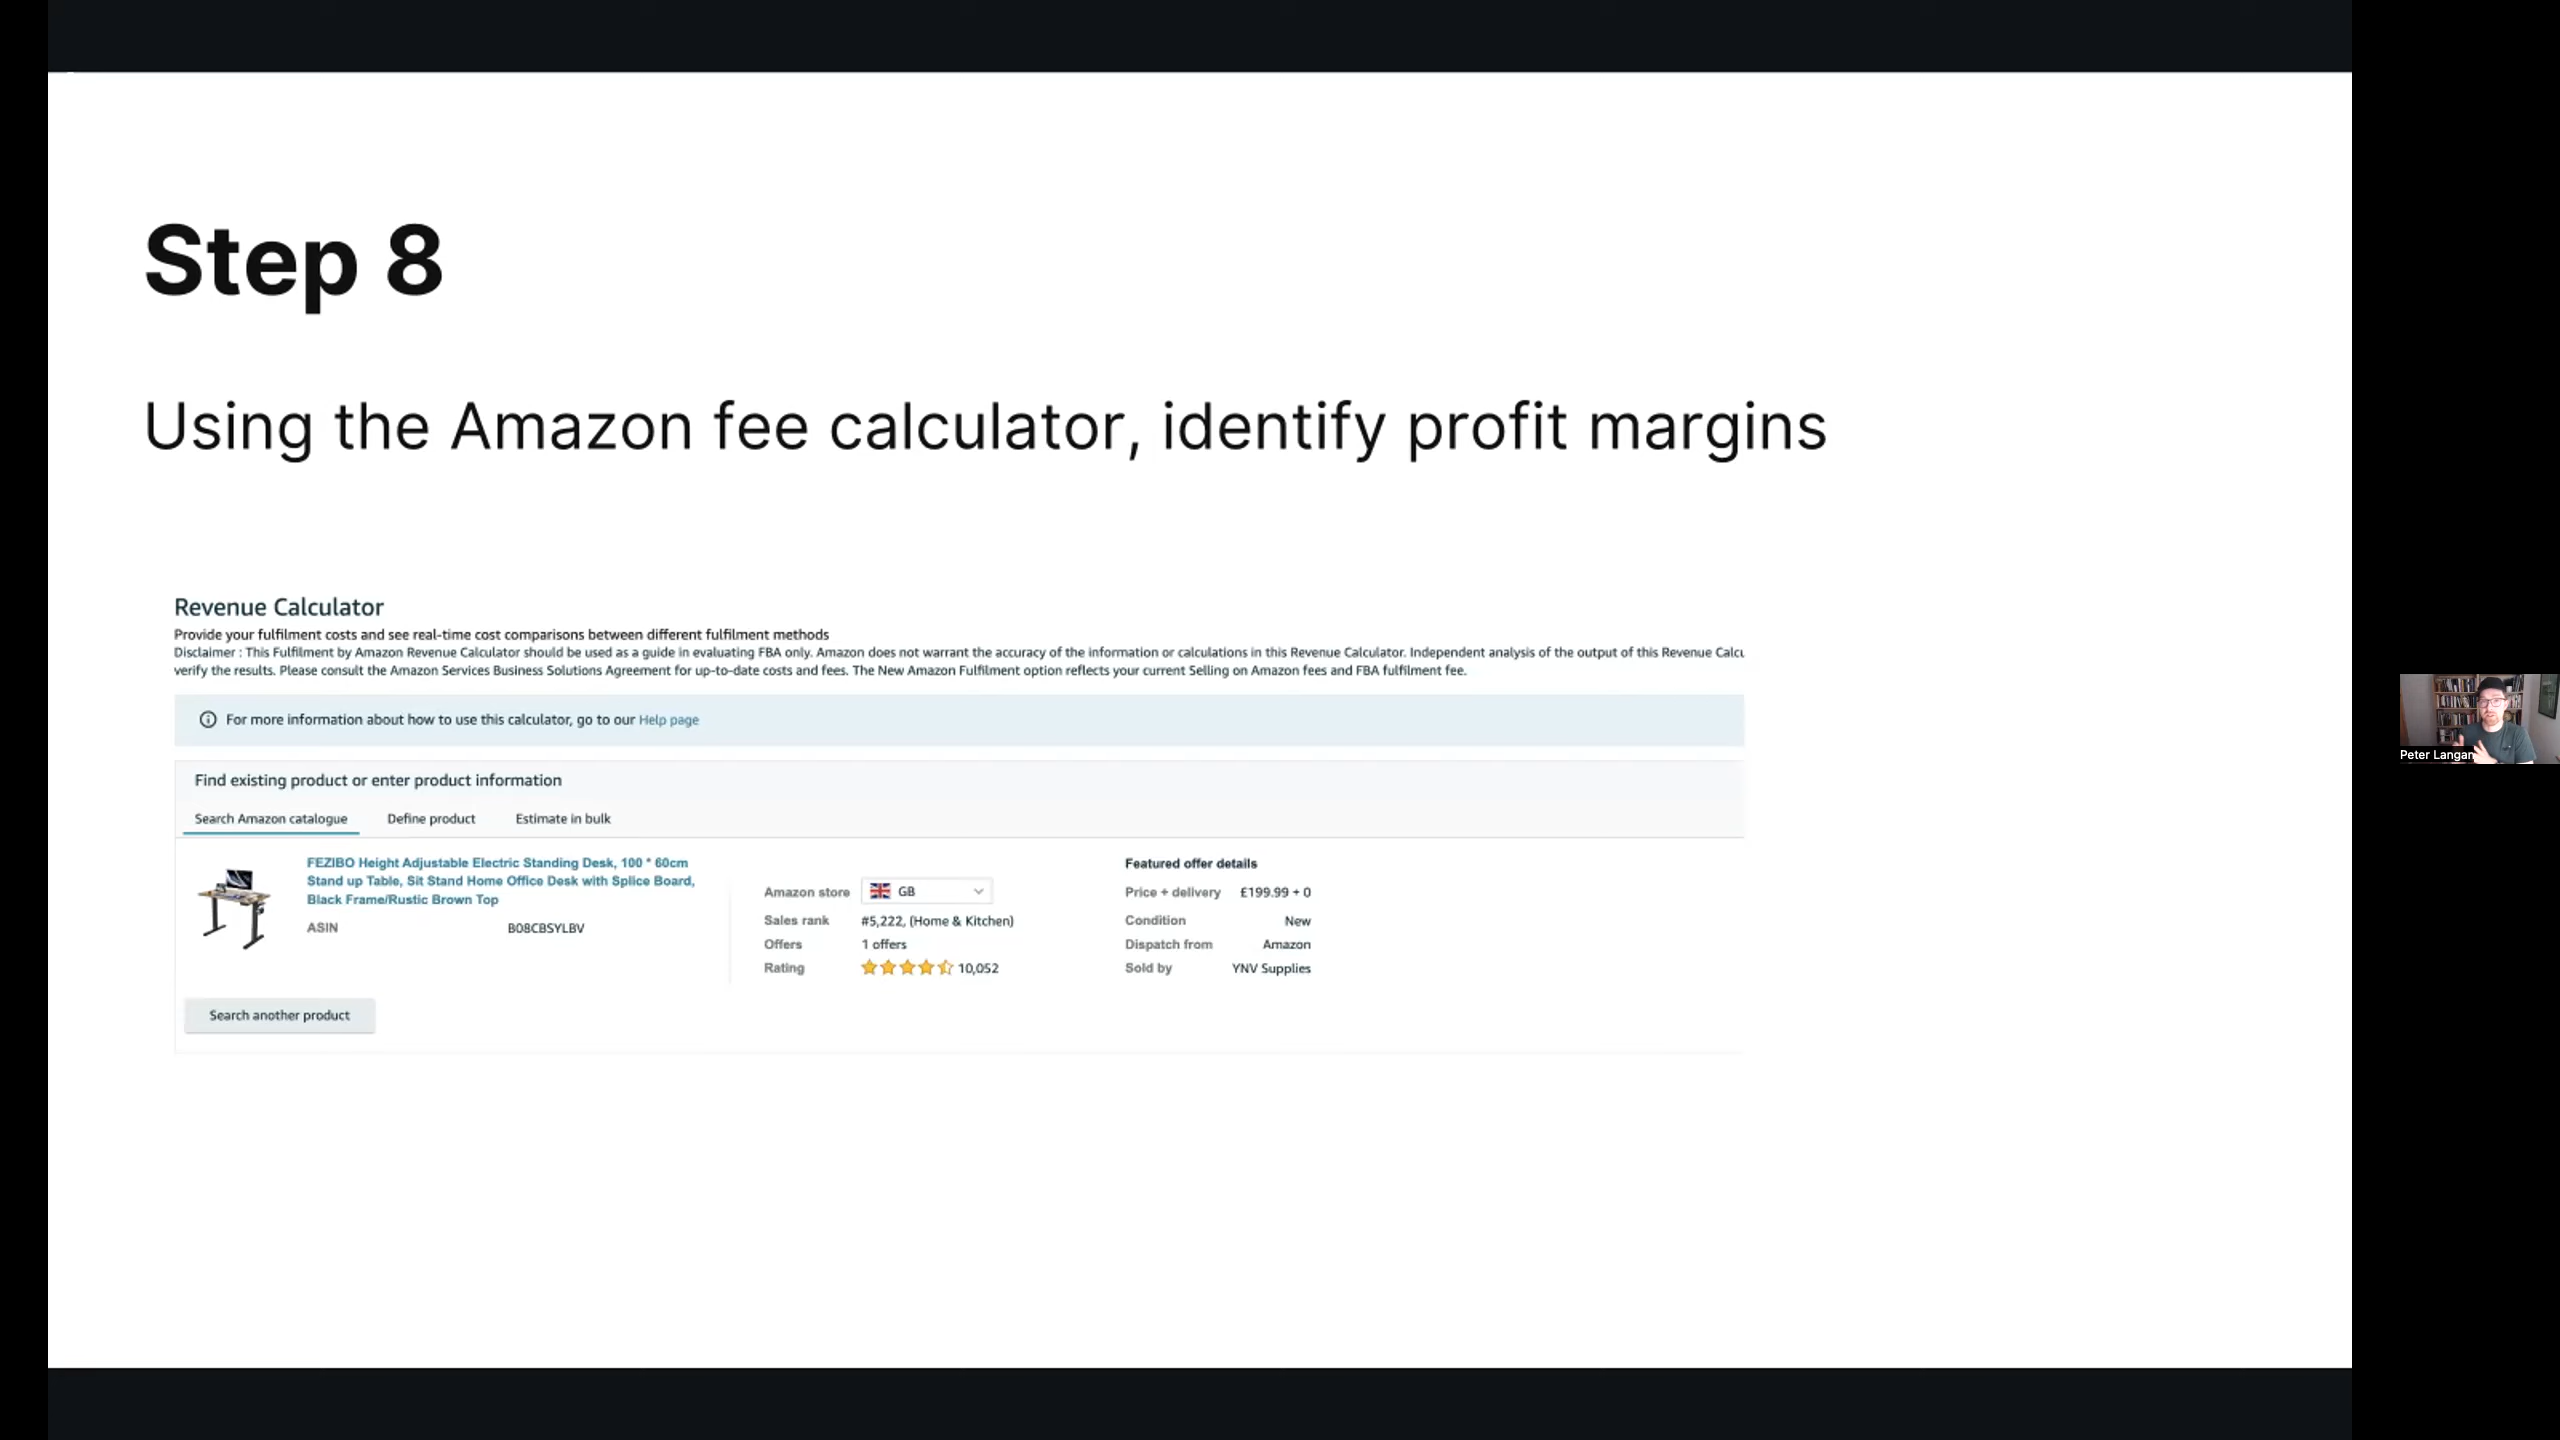 Step 8
Using the Amazon fee calculator, identify profit margins
Revenue Calculator
Provide your fulfilment costs and see real-time cost comparisons between different fulfilment methods
Disclaimer : This Fulfilment by Amazon Revenue Calculator should be used as a guide in evaluating FBA only. Amazon does not warrant the accuracy of the information or calculations in this Revenue Calculator. Independent analysis of the output of this Revenue Calcu
verify the results. Please consult the Amazon Services Business Solutions Agreement for up-to-date costs and fees. The New Amazon Fulfilment option reflects your current Selling on Amazon fees and FBA fulfilment fee.
For more information about how to use this calculator, go to our Help page
Find existing product or enter product information
Search Amazon catalogue Define product Estimate in bulk
FEZIBO Height Adjustable Electric Standing Desk, 100 * 60cm
Stand up Table, Sit Stand Home Office Desk with Splice Board,
Black Frame/Rustic Brown Top
ASIN B08CBSYLBV
Amazon store GB
Sales rank #5,222, (Home & Kitchen)
Offers 1 offers
Rating 10,052
Featured offer details
Price + delivery £199.99 + 0
Condition New
Dispatch from Amazon
Sold by YNV Supplies
Search another product
Peter Langan